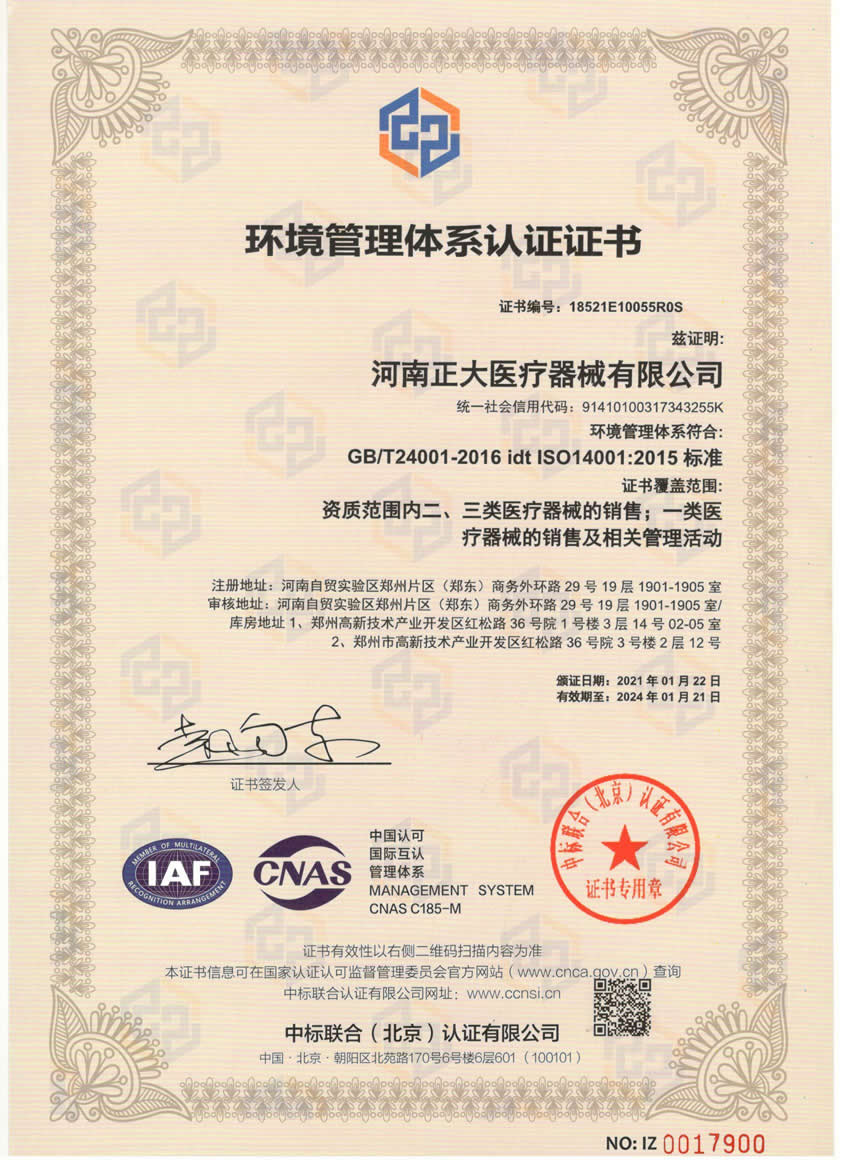 环境管理体系认证证书
证书编号：18521E10055R0S
兹证明:
河南正大医疗器械有限公司
统一社会信用代码：91410100317343255K
环境管理体系符合:
GB/T24001-2016 idt ISO14001:2015 标准
证书覆盖范围:
资质范围内二、三类医疗器械的销售；一类医
疗器械的销售及相关管理活动
注册地址：河南自贸实验区郑州片区（郑东）商务外环路 29 号 19 层 1901-1905 室
审核地址：河南自贸实验区郑州片区（郑东）商务外环路 29 号 19 层 1901-1905 室/
库房地址 1、郑州高新技术产业开发区红松路 36 号院 1 号楼 3 层 14 号 02-05 室
2、郑州市高新技术产业开发区红松路 36 号院 3 号楼 2 层 12 号
颁证日期：2021 年 01 月 22 日
有效期至：2024 年 01 月 21 日
证书签发人
MEMBER OF MULTILATERAL
IAF
RECOGNITION ARRANGEMENT
CNAS
中国认可
国际互认
管理体系
MANAGEMENT SYSTEM
CNAS C185-M
中标联合（北京）认证有限公司
证书专用章
证书有效性以右侧二维码扫描内容为准
本证书信息可在国家认证认可监督管理委员会官方网站（www.cnca.gov.cn）查询
中标联合认证有限公司网址：www.ccnsi.cn
中标联合（北京）认证有限公司
中国·北京·朝阳区北苑路170号6号楼6层601（100101）
NO: IZ 0017900